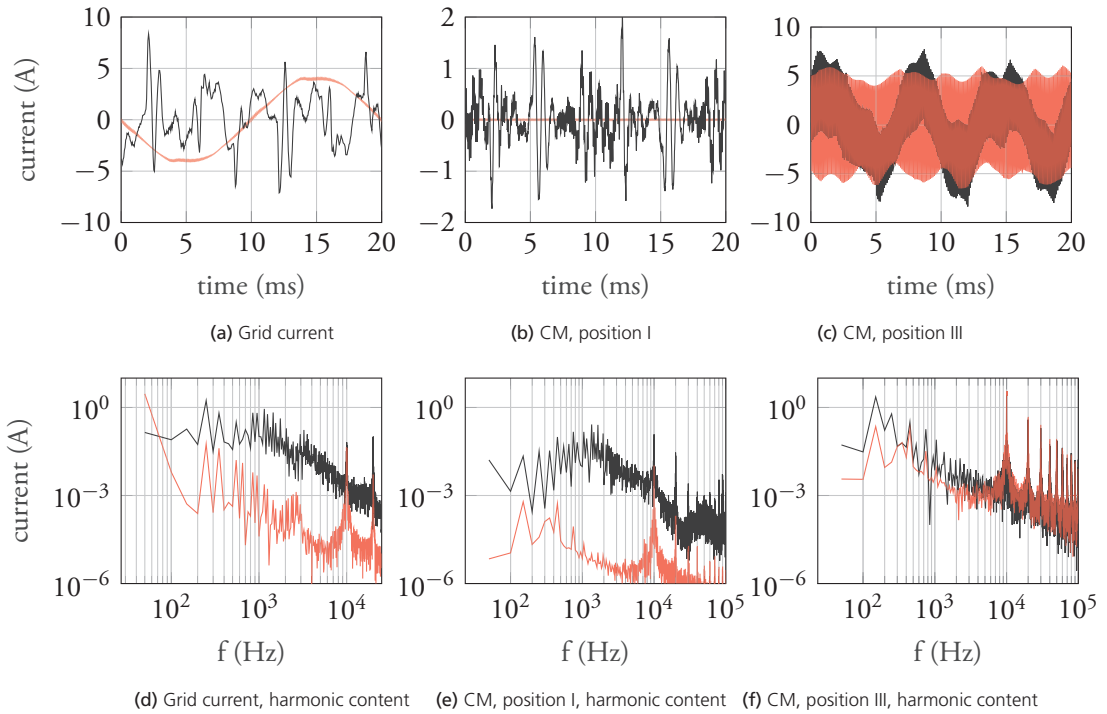 current (A)
10
5
0
−5
−10
0 5 10 15 20
time (ms)
(a) Grid current
2
1
0
−1
−2
0 5 10 15 20
time (ms)
(b) CM, position I
10
5
0
−5
−10
0 5 10 15 20
time (ms)
(c) CM, position III
current (A)
10^0
10^−3
10^−6
10^2 10^3 10^4
f (Hz)
(d) Grid current, harmonic content
10^0
10^−3
10^−6
10^2 10^3 10^4 10^5
f (Hz)
(e) CM, position I, harmonic content
10^0
10^−3
10^−6
10^2 10^3 10^4 10^5
f (Hz)
(f) CM, position III, harmonic content